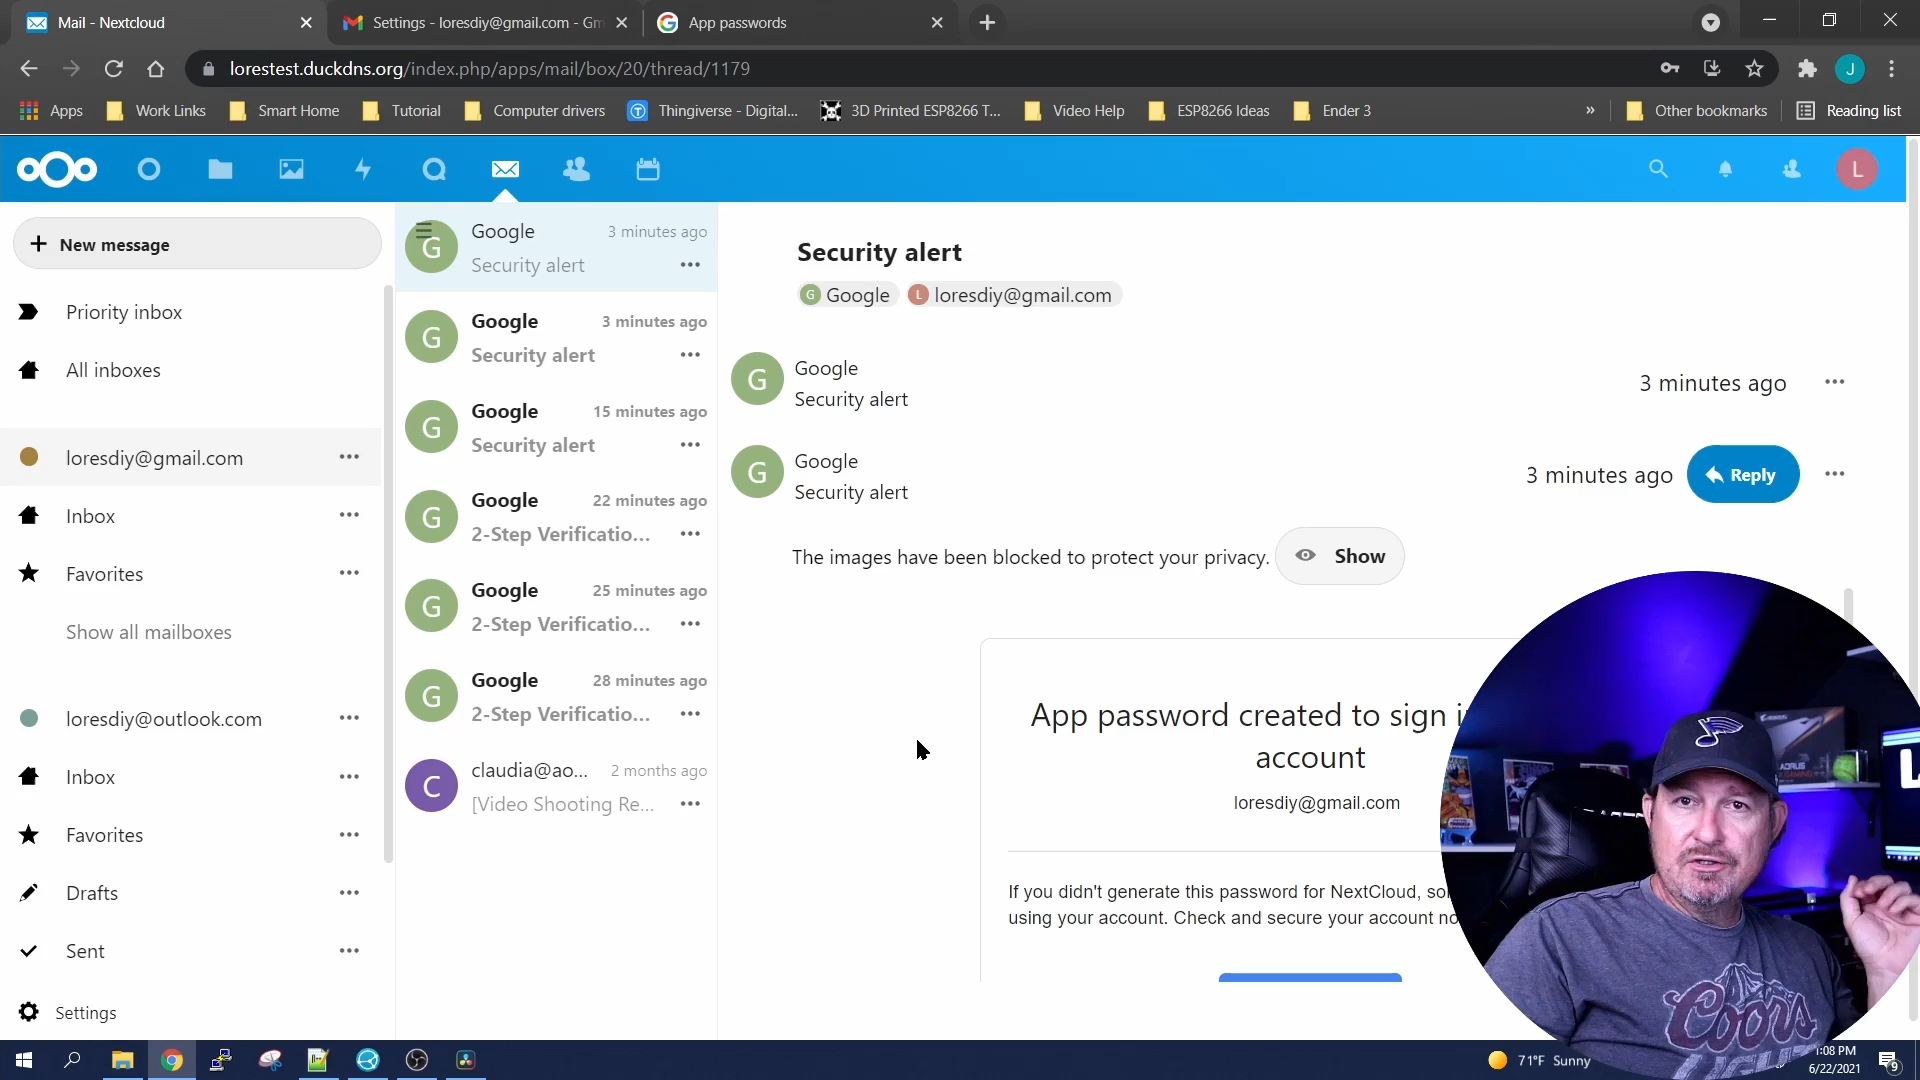 Mail - Nextcloud
Settings - loresdiy@gmail.com - Gm
App passwords
lorestest.duckdns.org/index.php/apps/mail/box/20/thread/1179
J
Apps
Work Links
Smart Home
Tutorial
Computer drivers
Thingiverse - Digital...
3D Printed ESP8266 T...
Video Help
ESP8266 Ideas
Ender 3
»
Other bookmarks
Reading list
L
+ New message
Priority inbox
All inboxes
loresdiy@gmail.com
Inbox
Favorites
Show all mailboxes
loresdiy@outlook.com
Inbox
Favorites
Drafts
Sent
Settings
G
Google
3 minutes ago
Security alert
G
Google
3 minutes ago
Security alert
G
Google
15 minutes ago
Security alert
G
Google
22 minutes ago
2-Step Verificatio...
G
Google
25 minutes ago
2-Step Verificatio...
G
Google
28 minutes ago
2-Step Verificatio...
C
claudia@ao...
2 months ago
[Video Shooting Re...
Security alert
G Google
L loresdiy@gmail.com
G
Google
Security alert
3 minutes ago
G
Google
Security alert
3 minutes ago
Reply
The images have been blocked to protect your privacy.
Show
App password created to sign i
account
loresdiy@gmail.com
If you didn't generate this password for NextCloud, so
using your account. Check and secure your account no
AORUS
Coors
71°F Sunny
1:08 PM
6/22/2021
9